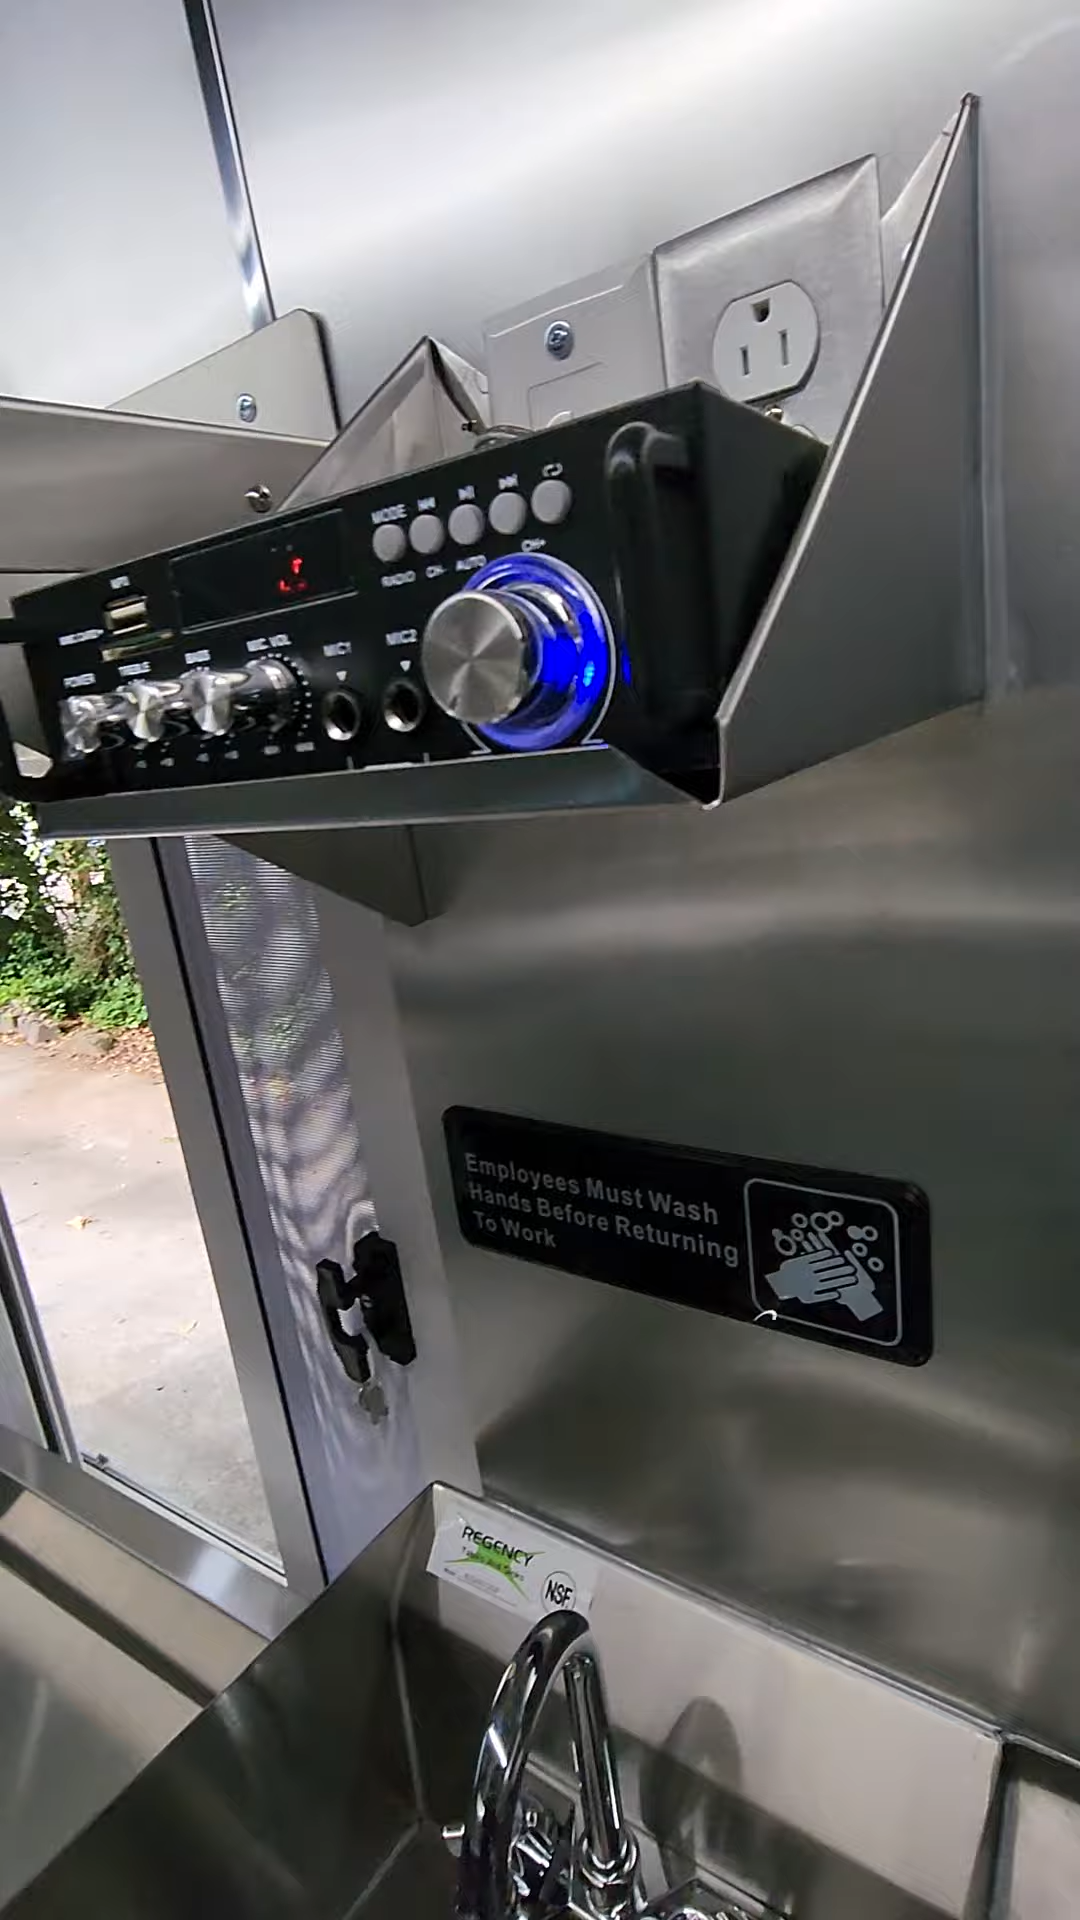 MODE
RADIO
CH-
AUTO
CH+
MP3
POWER
TREBLE
BASS
MIC VOL
MIC1
MIC2
Employees Must Wash
Hands Before Returning
To Work
REGENCY
NSF